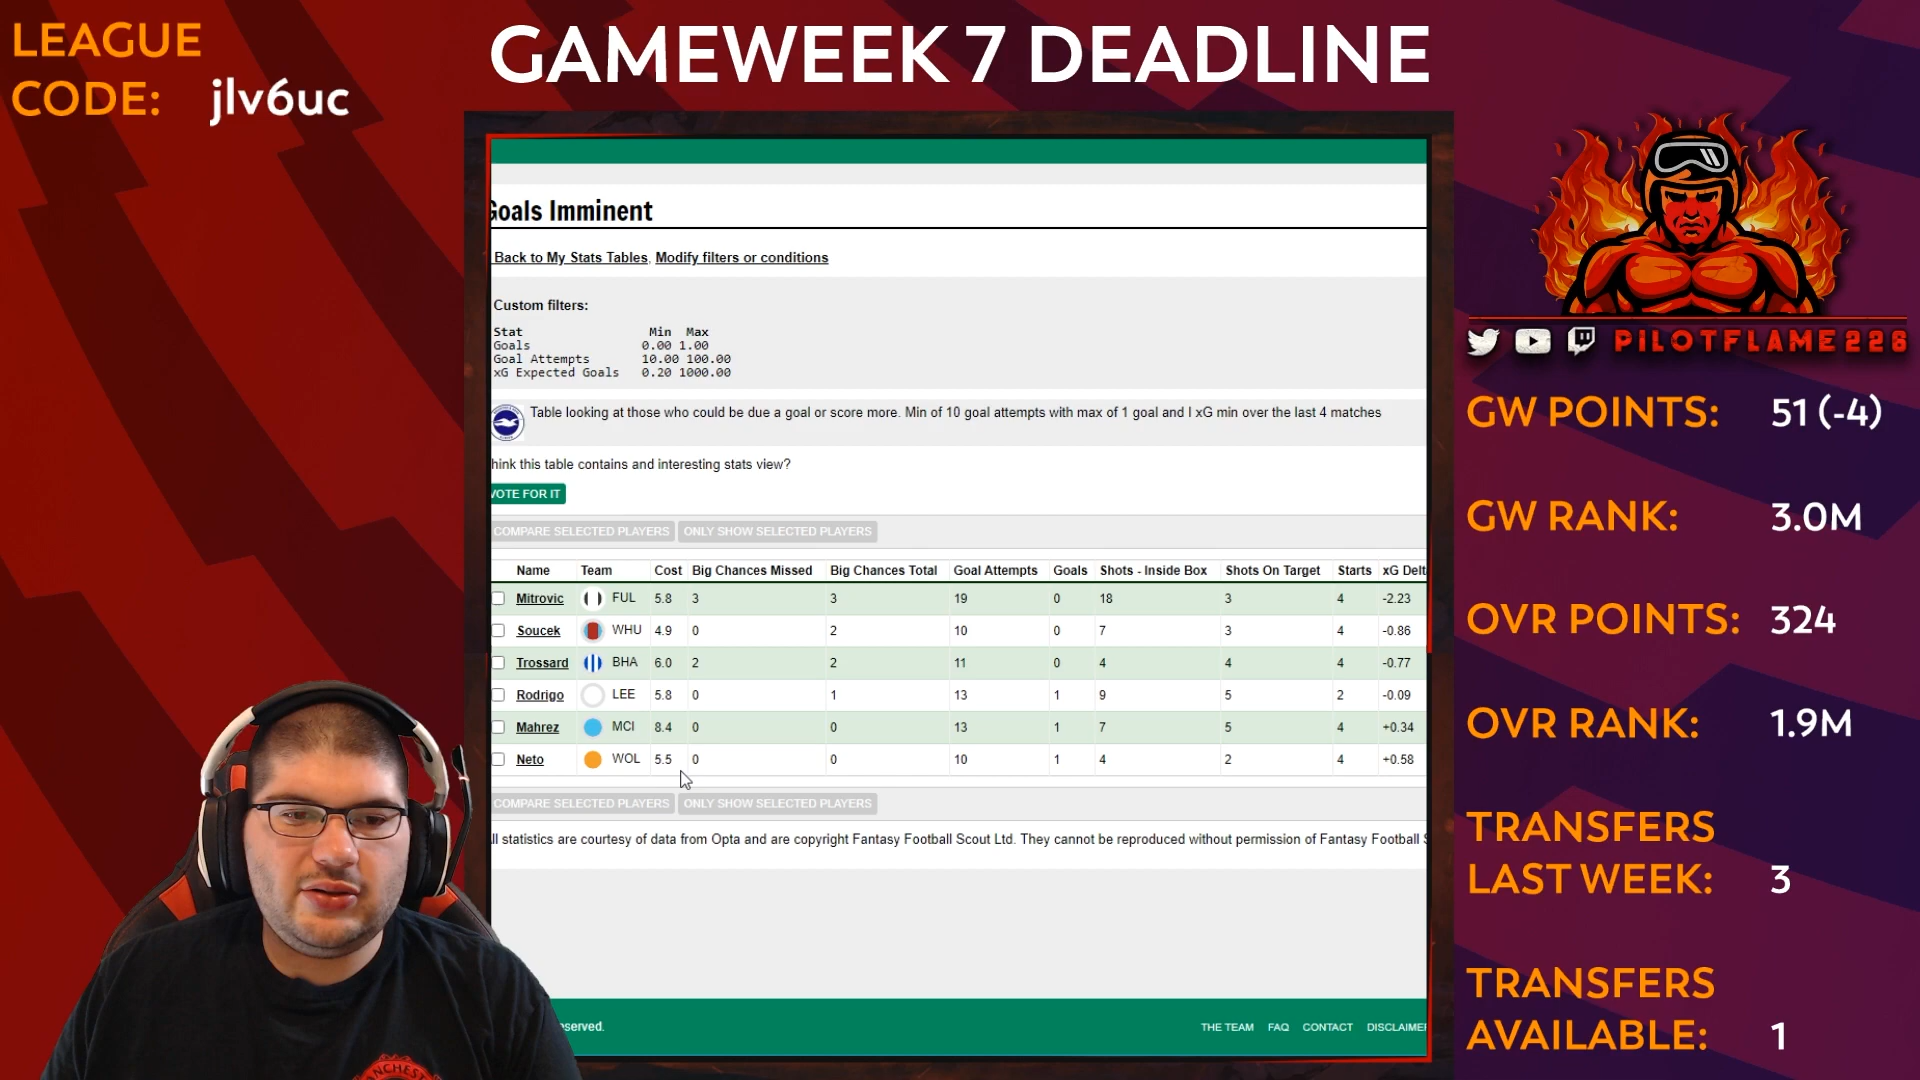 LEAGUE
CODE: jlv6uc
GAMEWEEK 7 DEADLINE
Goals Imminent
Back to My Stats Tables, Modify filters or conditions
Custom filters:
Stat Min Max
Goals 0.00 1.00
Goal Attempts 10.00 100.00
xG Expected Goals 0.20 1000.00
Table looking at those who could be due a goal or score more. Min of 10 goal attempts with max of 1 goal and I xG min over the last 4 matches
hink this table contains and interesting stats view?
VOTE FOR IT
COMPARE SELECTED PLAYERS ONLY SHOW SELECTED PLAYERS
Name Team Cost Big Chances Missed Big Chances Total Goal Attempts Goals Shots - Inside Box Shots On Target Starts xG Delt
Mitrovic FUL 5.8 3 3 19 0 18 3 4 -2.23
Soucek WHU 4.9 0 2 10 0 7 3 4 -0.86
Trossard BHA 6.0 2 2 11 0 4 4 4 -0.77
Rodrigo LEE 5.8 0 1 13 1 9 5 2 -0.09
Mahrez MCI 8.4 0 0 13 1 7 5 4 +0.34
Neto WOL 5.5 0 0 10 1 4 2 4 +0.58
COMPARE SELECTED PLAYERS ONLY SHOW SELECTED PLAYERS
ll statistics are courtesy of data from Opta and are copyright Fantasy Football Scout Ltd. They cannot be reproduced without permission of Fantasy Football S
served.
THE TEAM FAQ CONTACT DISCLAIMER
PILOTFLAME226
GW POINTS: 51 (-4)
GW RANK: 3.0M
OVR POINTS: 324
OVR RANK: 1.9M
TRANSFERS
LAST WEEK: 3
TRANSFERS
AVAILABLE: 1